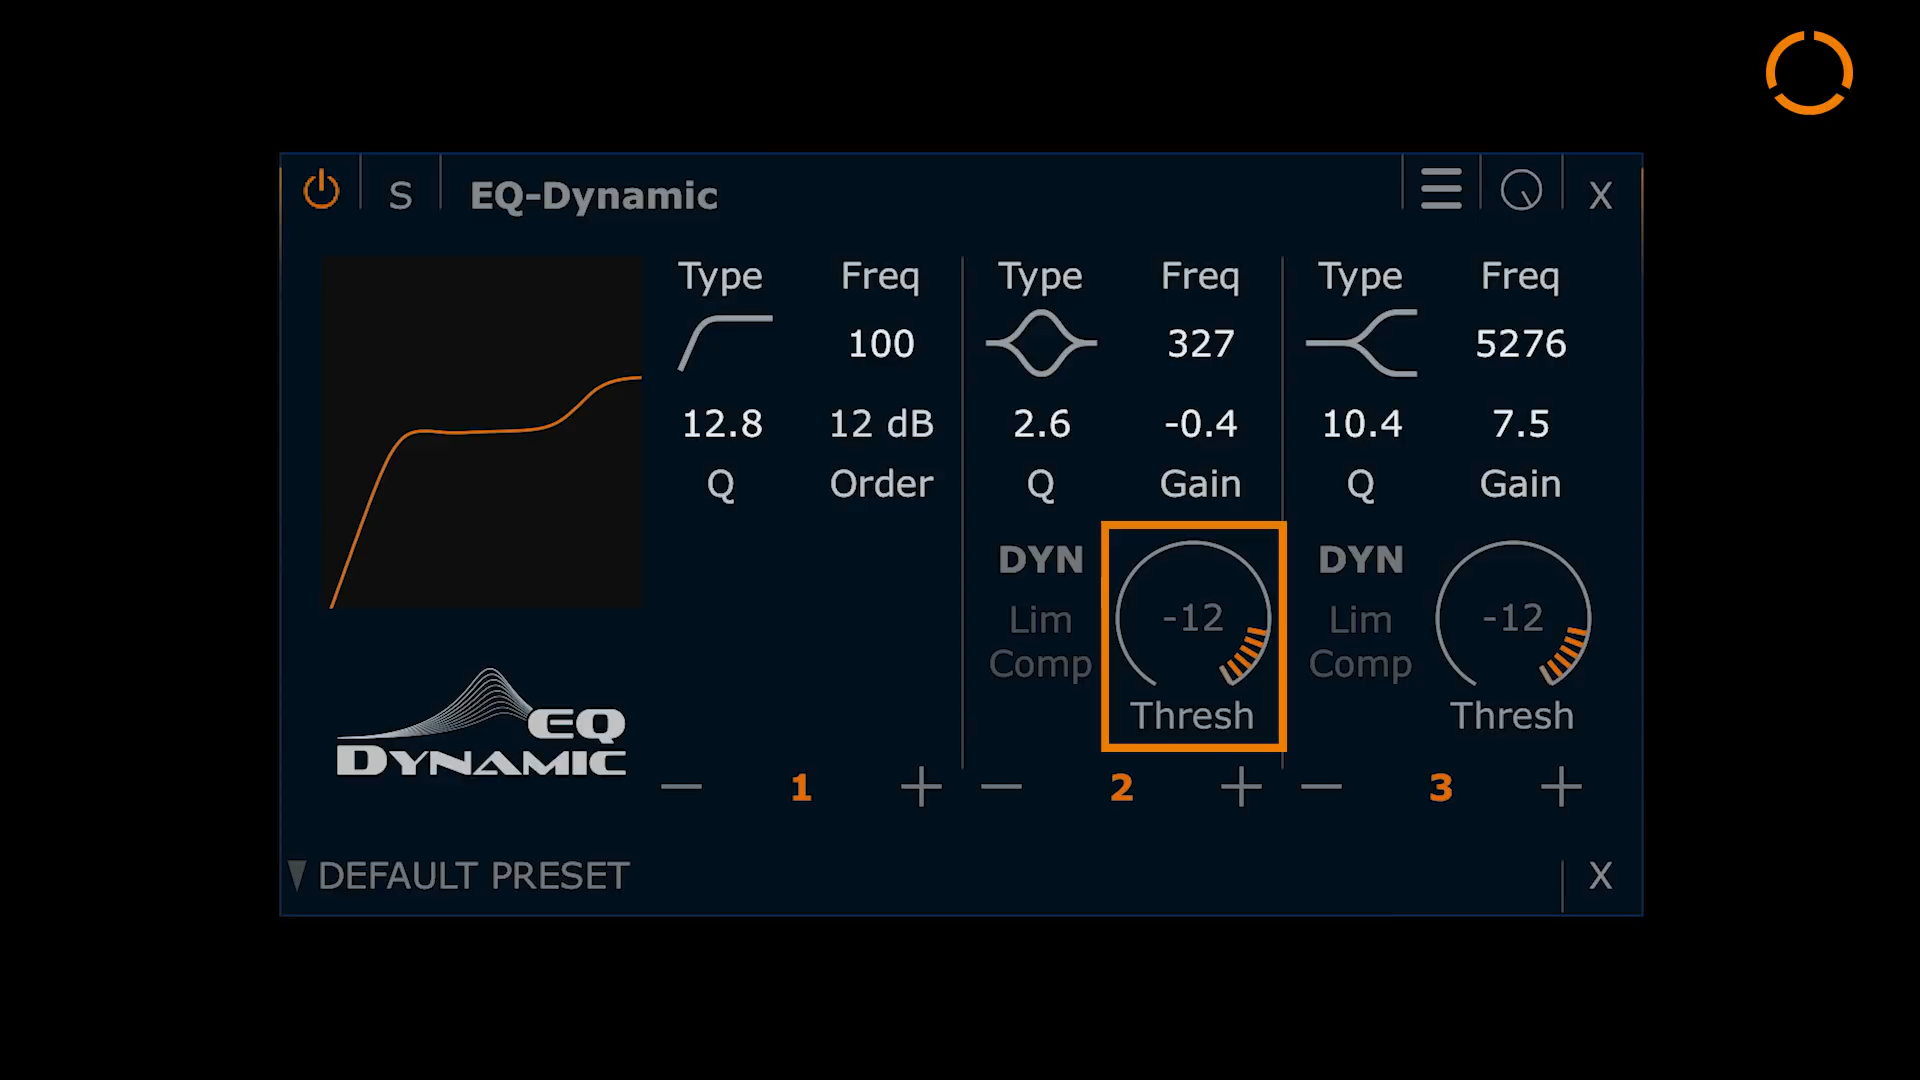 S EQ-Dynamic X
Type Freq Type Freq Type Freq
100 327 5276
12.8 12 dB 2.6 -0.4 10.4 7.5
Q Order Q Gain Q Gain
DYN DYN
-12 -12
Lim Lim
Comp Comp
Thresh Thresh
EQ
DYNAMIC
— 1 + — 2 + — 3 +
DEFAULT PRESET X